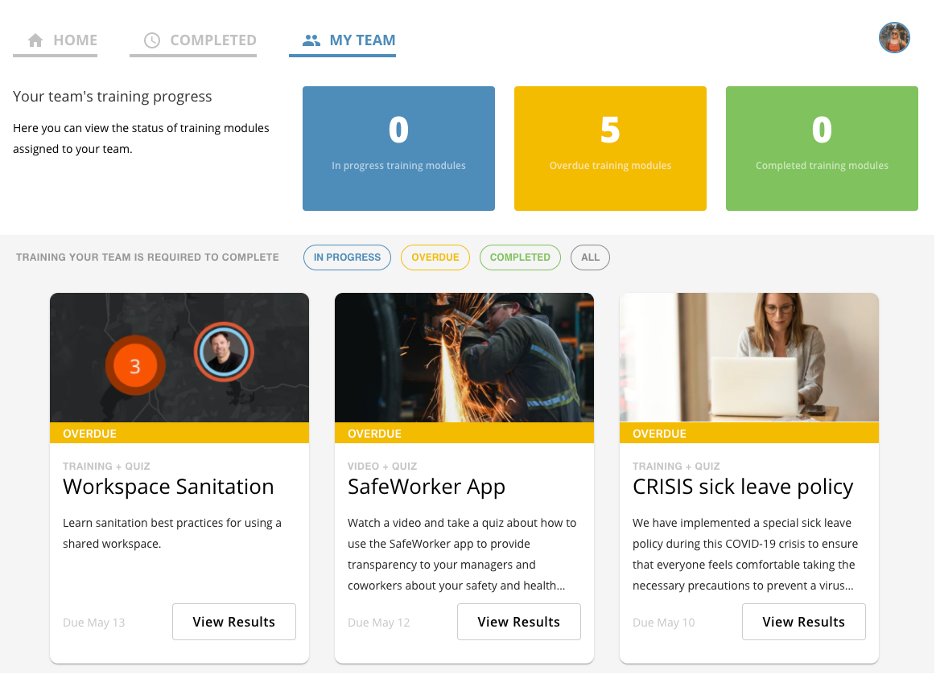 HOME
COMPLETED
MY TEAM
Your team's training progress
Here you can view the status of training modules
assigned to your team.
0
In progress training modules
5
Overdue training modules
0
Completed training modules
TRAINING YOUR TEAM IS REQUIRED TO COMPLETE
IN PROGRESS
OVERDUE
COMPLETED
ALL
3
OVERDUE
TRAINING + QUIZ
Workspace Sanitation
Learn sanitation best practices for using a
shared workspace.
Due May 13
View Results
OVERDUE
VIDEO + QUIZ
SafeWorker App
Watch a video and take a quiz about how to
use the SafeWorker app to provide
transparency to your managers and
coworkers about your safety and health...
Due May 12
View Results
OVERDUE
TRAINING + QUIZ
CRISIS sick leave policy
We have implemented a special sick leave
policy during this COVID-19 crisis to ensure
that everyone feels comfortable taking the
necessary precautions to prevent a virus...
Due May 10
View Results